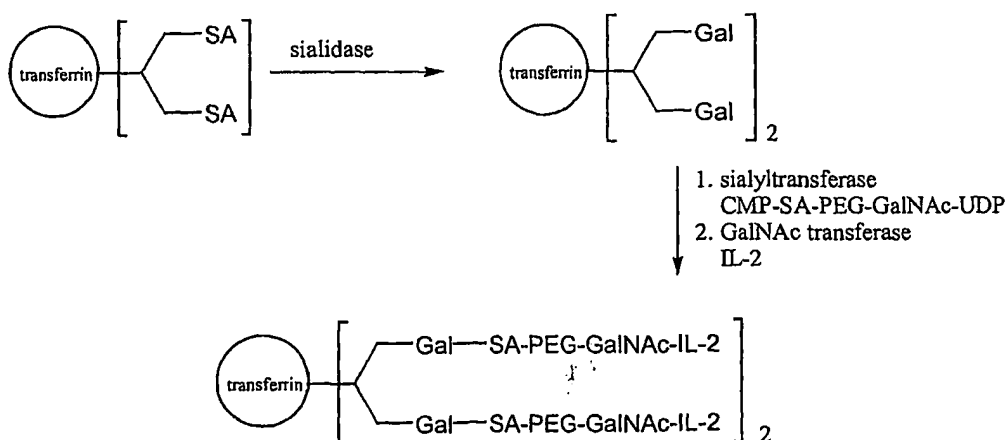 transferrin
SA
SA
sialidase
transferrin
Gal
Gal
2
1. sialyltransferase
CMP-SA-PEG-GalNAc-UDP
2. GalNAc transferase
IL-2
transferrin
Gal—SA-PEG-GalNAc-IL-2
Gal—SA-PEG-GalNAc-IL-2
2